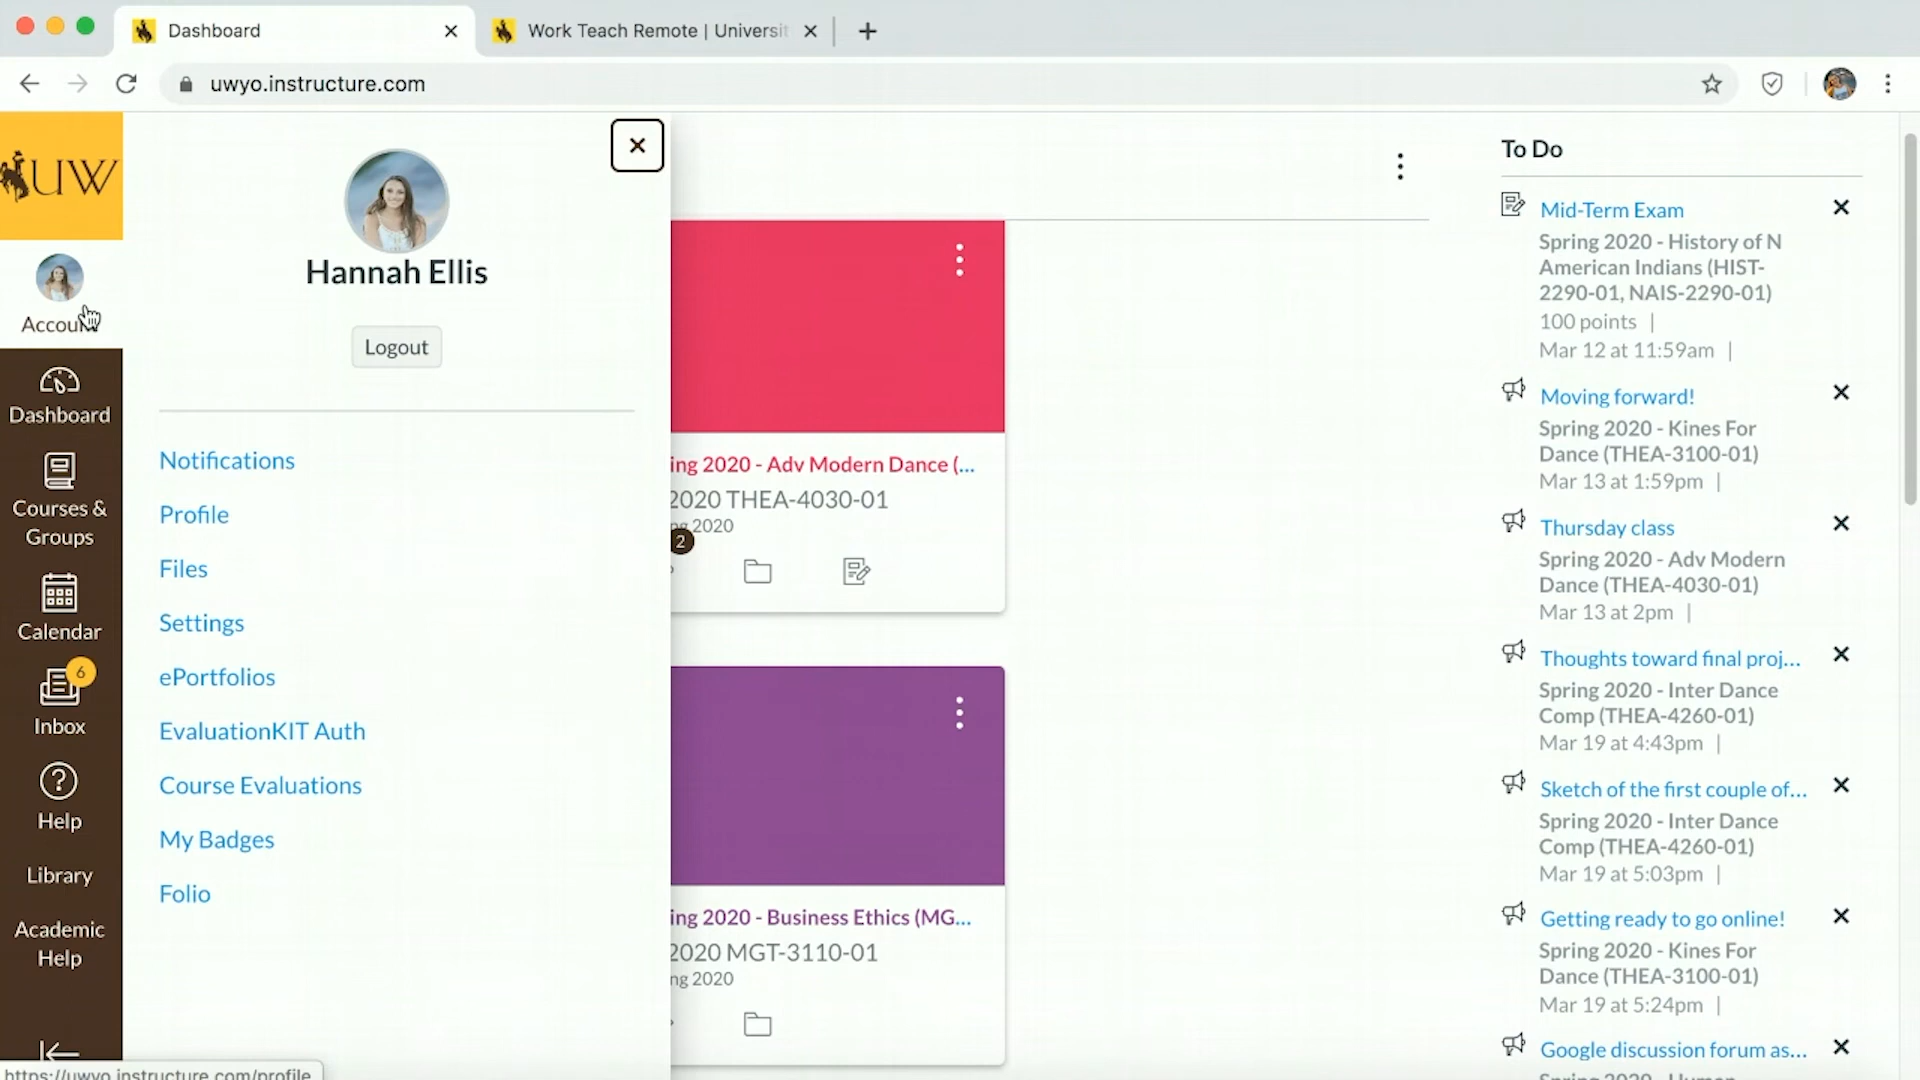 Dashboard
Work Teach Remote | Universit
uwyo.instructure.com
UW
Account
Dashboard
Courses &
Groups
Calendar
6
Inbox
Help
Library
Academic
Help
Hannah Ellis
Logout
Notifications
Profile
Files
Settings
ePortfolios
EvaluationKIT Auth
Course Evaluations
My Badges
Folio
ing 2020 - Adv Modern Dance (...
2020 THEA-4030-01
ng 2020
2
ing 2020 - Business Ethics (MG...
2020 MGT-3110-01
ng 2020
To Do
Mid-Term Exam
Spring 2020 - History of N
American Indians (HIST-
2290-01, NAIS-2290-01)
100 points |
Mar 12 at 11:59am |
Moving forward!
Spring 2020 - Kines For
Dance (THEA-3100-01)
Mar 13 at 1:59pm |
Thursday class
Spring 2020 - Adv Modern
Dance (THEA-4030-01)
Mar 13 at 2pm |
Thoughts toward final proj...
Spring 2020 - Inter Dance
Comp (THEA-4260-01)
Mar 19 at 4:43pm |
Sketch of the first couple of...
Spring 2020 - Inter Dance
Comp (THEA-4260-01)
Mar 19 at 5:03pm |
Getting ready to go online!
Spring 2020 - Kines For
Dance (THEA-3100-01)
Mar 19 at 5:24pm |
Google discussion forum as...
Spring 2020 - Human
https://uwyo.instructure.com/profile